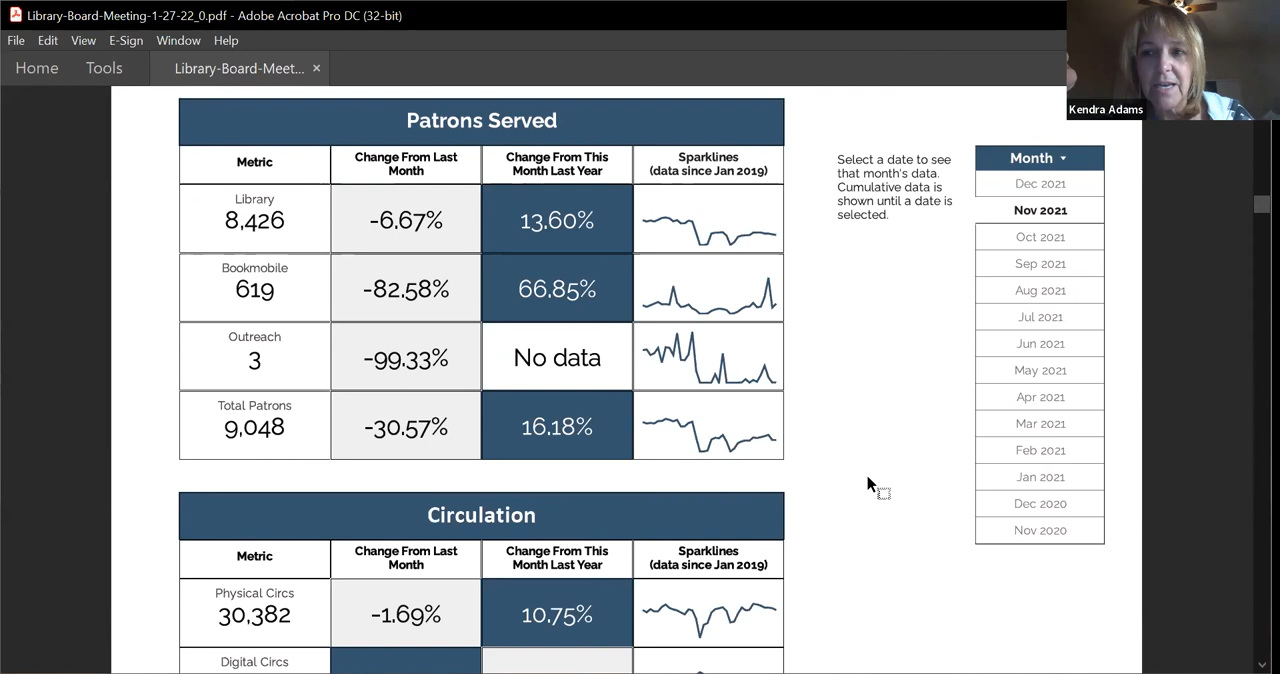 Library-Board-Meeting-1-27-22_0.pdf - Adobe Acrobat Pro DC (32-bit)
File Edit View E-Sign Window Help
Home Tools Library-Board-Meet... ×
Kendra Adams
Patrons Served
Metric
Change From Last
Month
Change From This
Month Last Year
Sparklines
(data since Jan 2019)
Library
8,426
-6.67%
13.60%
Bookmobile
619
-82.58%
66.85%
Outreach
3
-99.33%
No data
Total Patrons
9,048
-30.57%
16.18%
Select a date to see
that month's data.
Cumulative data is
shown until a date is
selected.
Month
Dec 2021
Nov 2021
Oct 2021
Sep 2021
Aug 2021
Jul 2021
Jun 2021
May 2021
Apr 2021
Mar 2021
Feb 2021
Jan 2021
Dec 2020
Nov 2020
Circulation
Metric
Change From Last
Month
Change From This
Month Last Year
Sparklines
(data since Jan 2019)
Physical Circs
30,382
-1.69%
10.75%
Digital Circs